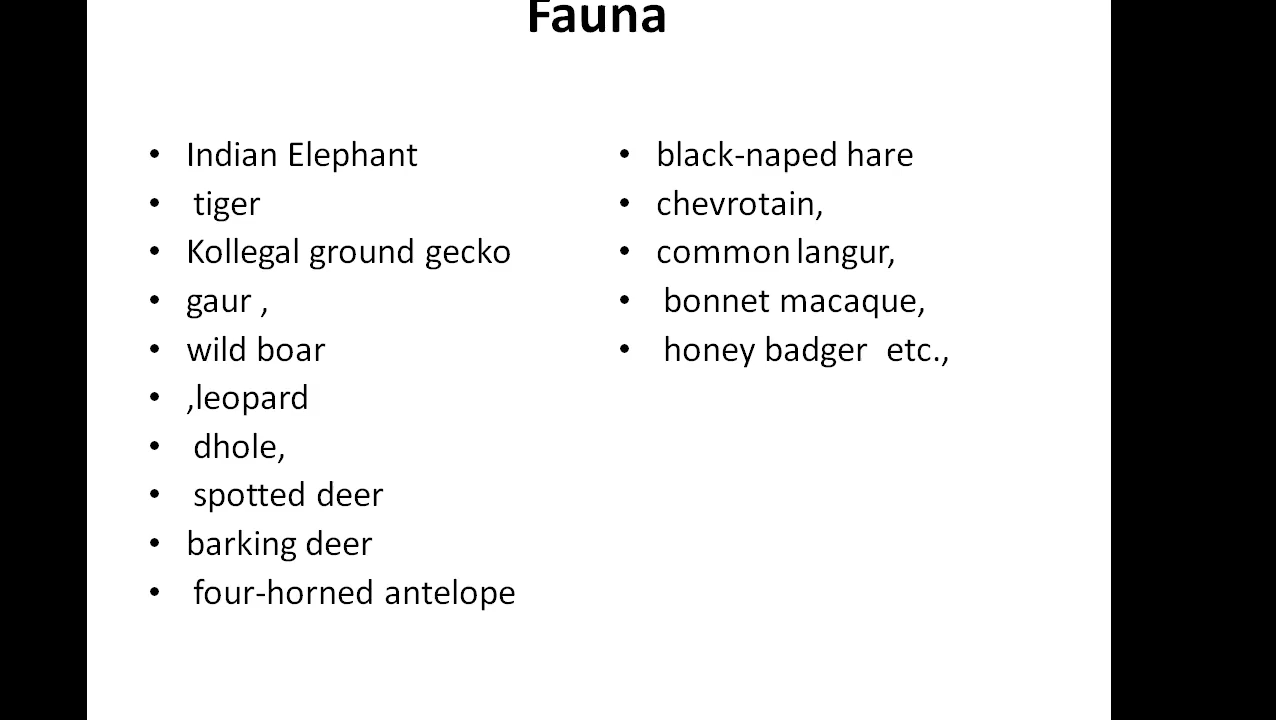 Fauna
• Indian Elephant
• tiger
• Kollegal ground gecko
• gaur ,
• wild boar
• ,leopard
• dhole,
• spotted deer
• barking deer
• four-horned antelope
• black-naped hare
• chevrotain,
• common langur,
• bonnet macaque,
• honey badger etc.,